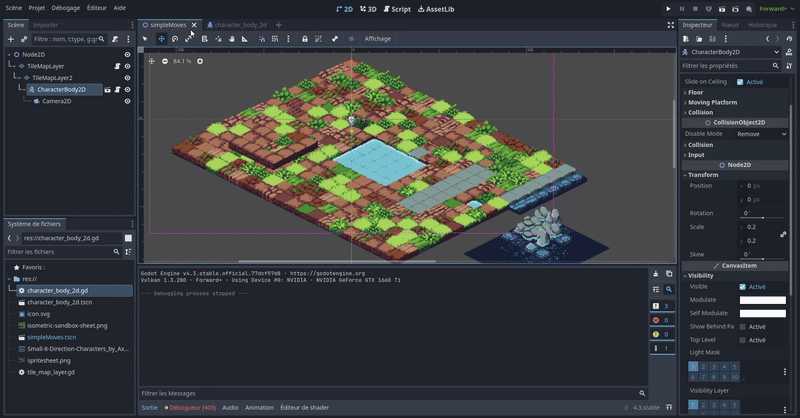 Scène Projet Débogage Éditeur Aide
2D 3D Script AssetLib
Forward+
Scène Importer
simpleMoves character_body_2d
Inspecteur Nœud Historique
Filtre : nom, t:type, g:gr
Affichage
CharacterBody2D
Filtrer les propriétés
Node2D
TileMapLayer
TileMapLayer2
CharacterBody2D
Camera2D
84.1 %
Slide on Ceiling Activé
Floor
Moving Platform
Collision
CollisionObject2D
Disable Mode Remove
Collision
Input
Node2D
Transform
Position x 0 px
y 0 px
Rotation 0 °
Scale x 0.2
y 0.2
Skew 0 °
CanvasItem
Visibility
Visible Activé
Modulate
Self Modulate
Show Behind Pa Activé
Top Level Activé
Light Mask
1 2 3 4 5
6 7 8 9 10
Visibility Layer
1 2 3 4 5
Système de fichiers
res://character_body_2d.gd
Filtrer les fichiers
Favoris :
res://
character_body_2d.gd
character_body_2d.tscn
icon.svg
isometric-sandbox-sheet.png
simpleMoves.tscn
Small-8-Direction-Characters_by_Ax...
spritesheet.png
tile_map_layer.gd
Godot Engine v4.3.stable.official.77dcf97d8 - https://godotengine.org
Vulkan 1.3.280 - Forward+ - Using Device #0: NVIDIA - NVIDIA GeForce GTX 1660 Ti
--- Debugging process stopped ---
3
0
0
1
Filtrer les Messages
Sortie Débogueur (403) Audio Animation Éditeur de shader
4.3.stable